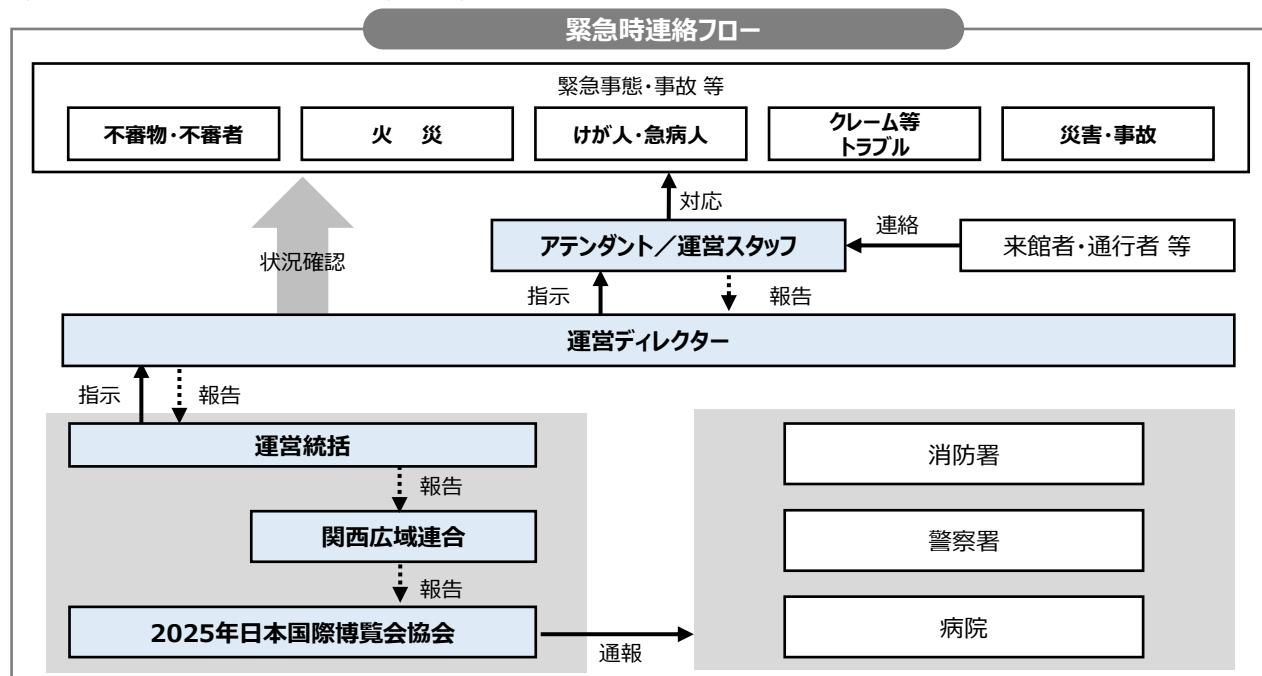 緊急時連絡フロー
緊急事態・事故 等
不審物・不審者
火 災
けが人・急病人
クレーム等
トラブル
災害・事故
対応
アテンダント／運営スタッフ
連絡
来館者・通行者 等
状況確認
指示
報告
運営ディレクター
指示
報告
運営統括
報告
関西広域連合
報告
2025年日本国際博覧会協会
通報
消防署
警察署
病院